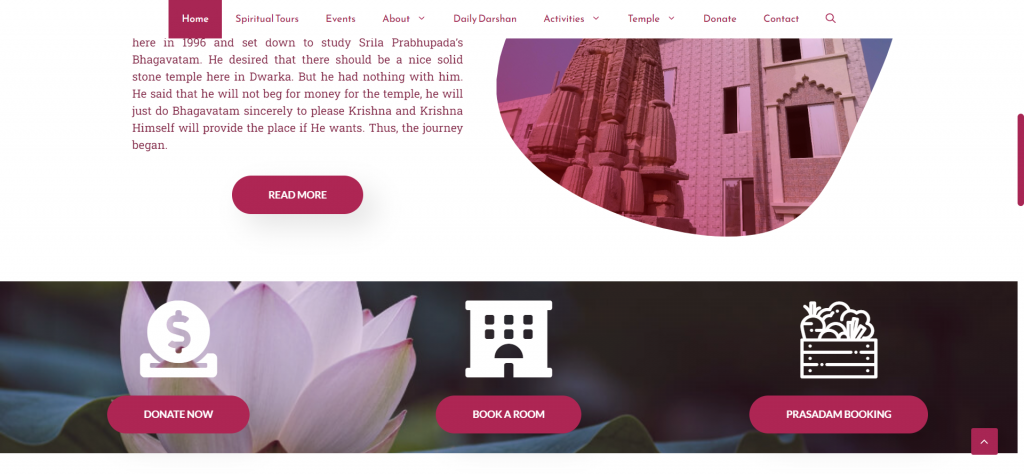 Home Spiritual Tours Events About Daily Darshan Activities Temple Donate Contact
here in 1996 and set down to study Srila Prabhupada's
Bhagavatam. He desired that there should be a nice solid
stone temple here in Dwarka. But he had nothing with him.
He said that he will not beg for money for the temple, he will
just do Bhagavatam sincerely to please Krishna and Krishna
Himself will provide the place if He wants. Thus, the journey
began.
READ MORE
$
DONATE NOW BOOK A ROOM PRASADAM BOOKING